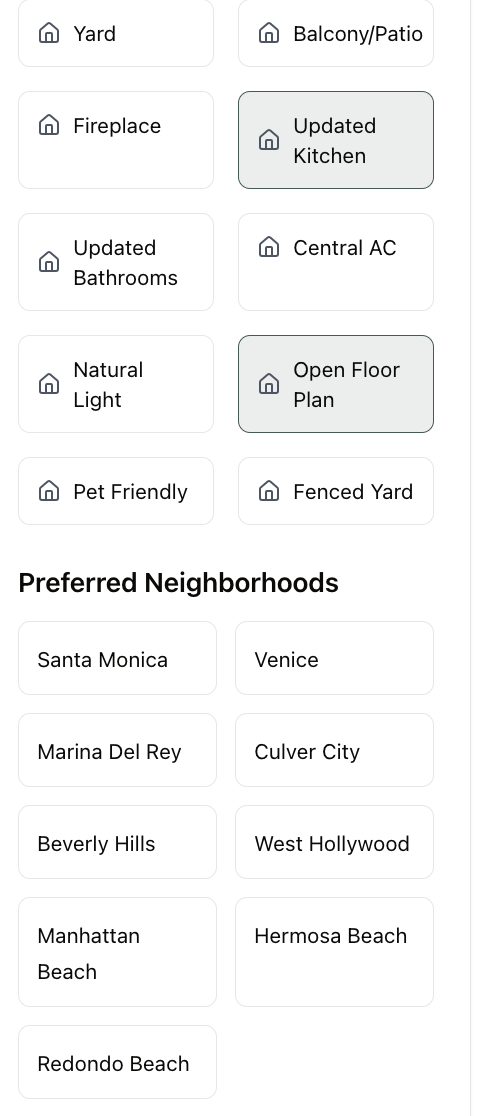 Yard
Balcony/Patio
Fireplace
Updated
Kitchen
Updated
Bathrooms
Central AC
Natural
Light
Open Floor
Plan
Pet Friendly
Fenced Yard
Preferred Neighborhoods
Santa Monica
Venice
Marina Del Rey
Culver City
Beverly Hills
West Hollywood
Manhattan
Beach
Hermosa Beach
Redondo Beach